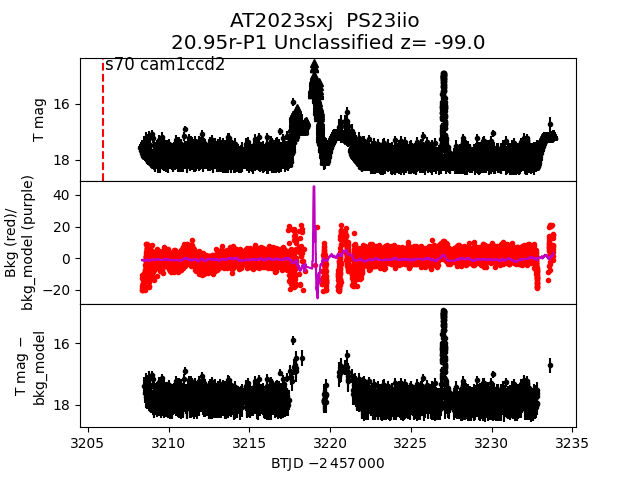 AT2023sxj PS23iio
20.95r-P1 Unclassified z= -99.0
s70 cam1ccd2
T mag
16
18
Bkg (red)/
bkg_model (purple)
40
20
0
−20
T mag −
bkg_model
16
18
3205 3210 3215 3220 3225 3230 3235
BTJD −2 457 000